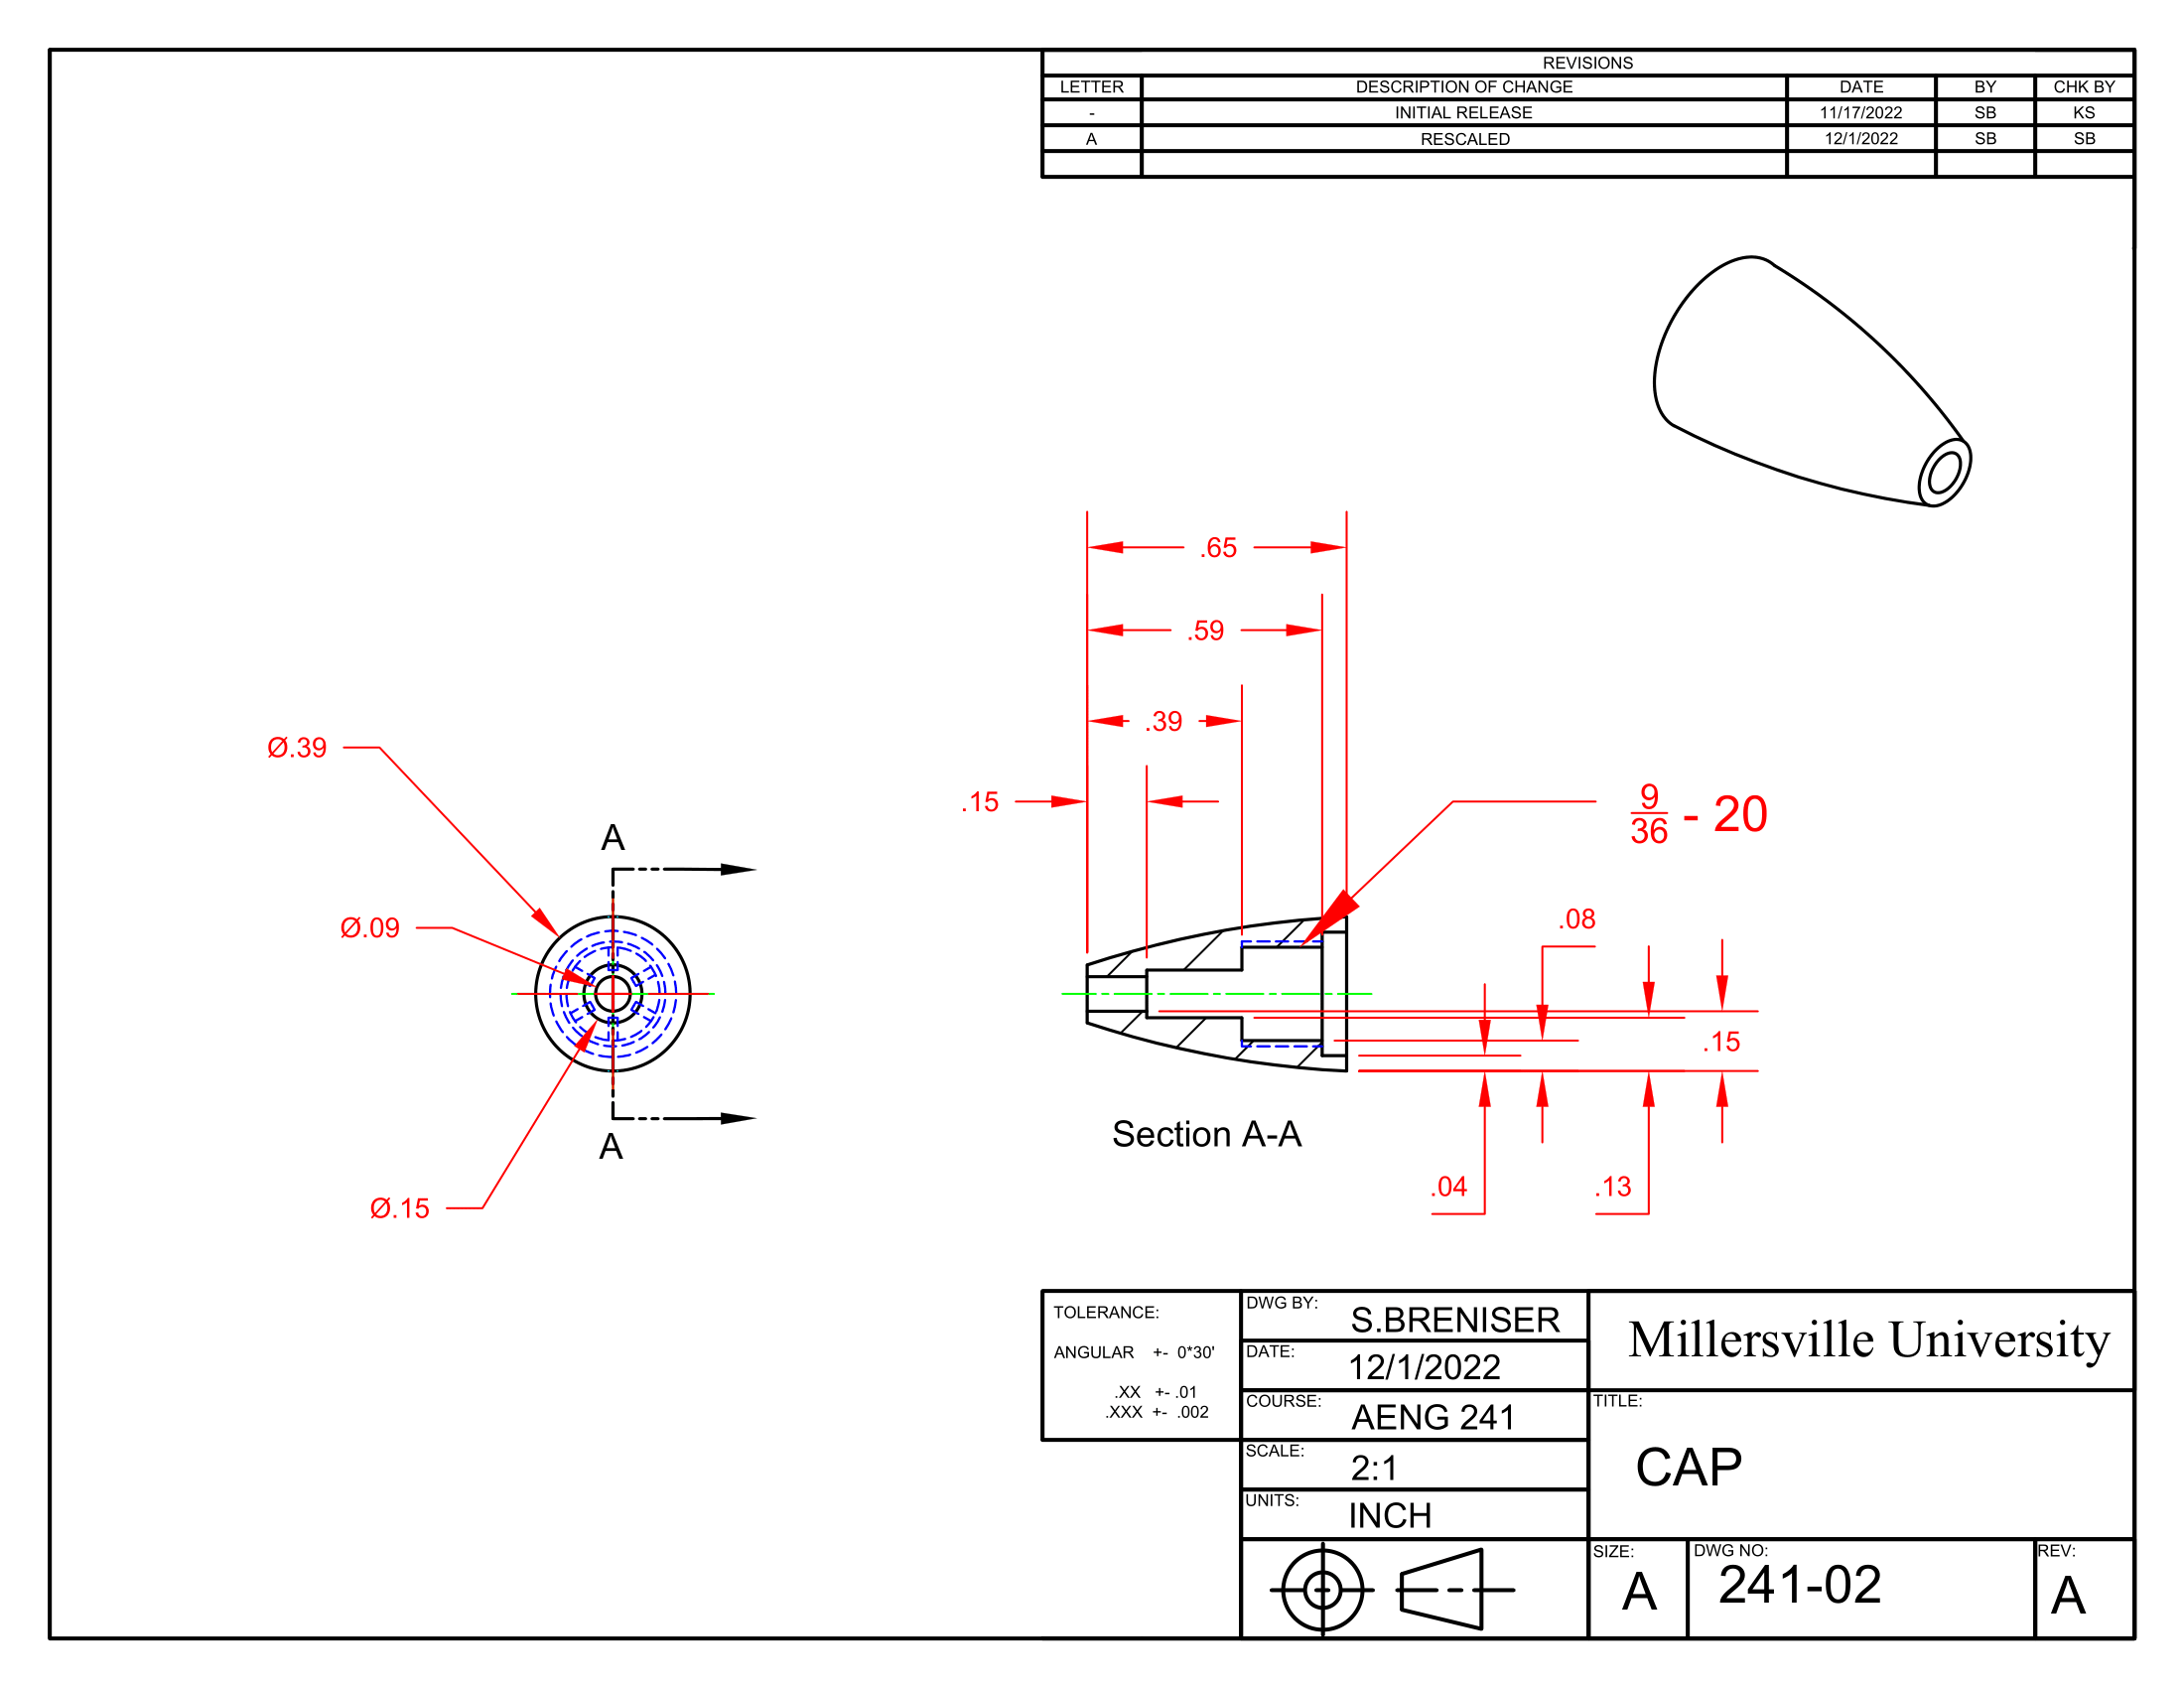 REVISIONS
LETTER DESCRIPTION OF CHANGE DATE BY CHK BY
- INITIAL RELEASE 11/17/2022 SB KS
A RESCALED 12/1/2022 SB SB
.65
.59
.39
.15
9/36 - 20
Ø.39
Ø.09
Ø.15
A
A
.08
.15
.04
.13
Section A-A
TOLERANCE:
ANGULAR +- 0*30'
.XX +- .01
.XXX +- .002
DWG BY: S.BRENISER
DATE: 12/1/2022
COURSE: AENG 241
SCALE: 2:1
UNITS: INCH
Millersville University
TITLE:
CAP
SIZE: A
DWG NO: 241-02
REV: A